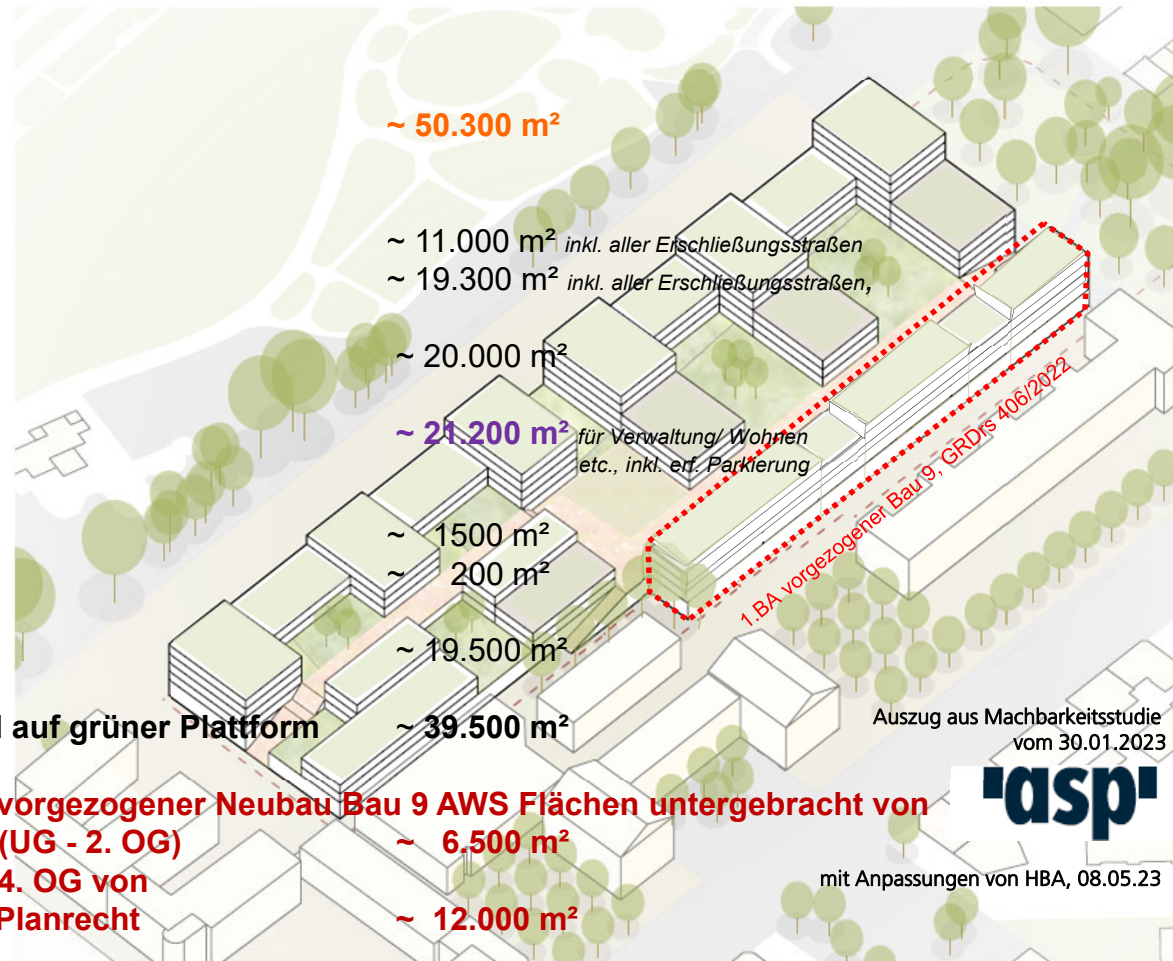 ~ 50.300 m²
~ 11.000 m² inkl. aller Erschließungsstraßen
~ 19.300 m² inkl. aller Erschließungsstraßen,
~ 20.000 m²
~ 21.200 m² für Verwaltung/ Wohnen
etc., inkl. erf. Parkierung
1.BA vorgezogener Bau 9, GRDrs 406/2022
~ 1500 m²
~ 200 m²
~ 19.500 m²
auf grüner Plattform ~ 39.500 m²
Auszug aus Machbarkeitsstudie
vom 30.01.2023
asp
vorgezogener Neubau Bau 9 AWS Flächen untergebracht von
(UG - 2. OG) ~ 6.500 m²
4. OG von
mit Anpassungen von HBA, 08.05.23
Planrecht ~ 12.000 m²